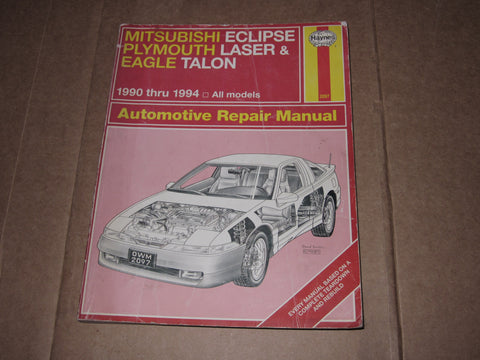 MITSUBISHI ECLIPSE
PLYMOUTH LASER &
EAGLE TALON
Haynes
1990 thru 1994 □ All models
2097
Automotive Repair Manual
OWM
2097
EVERY MANUAL BASED ON A
COMPLETE TEARDOWN
AND REBUILD